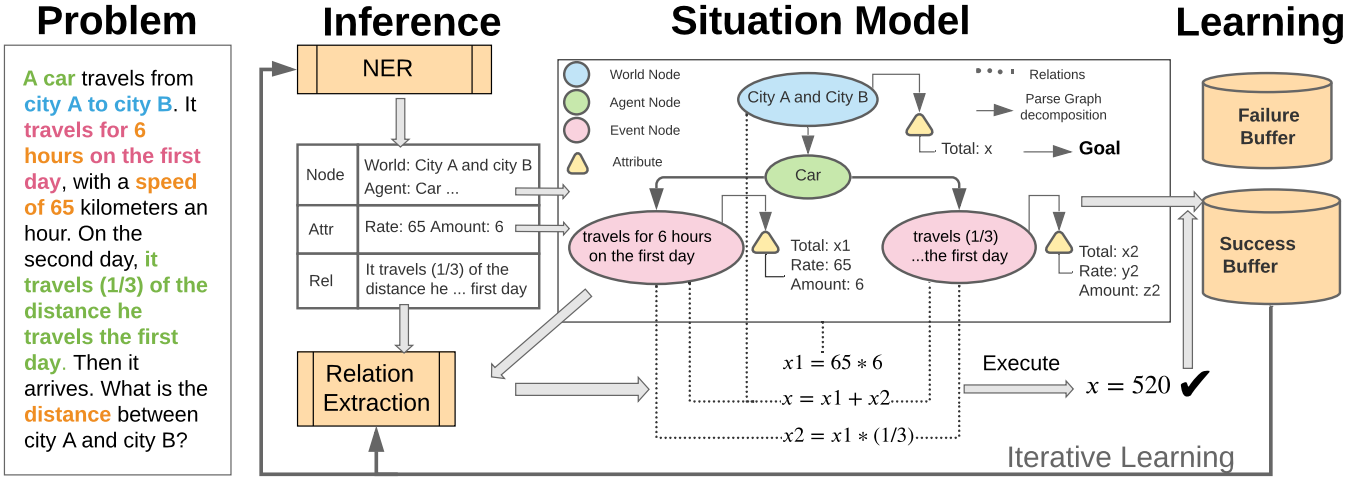 Problem
Inference
Situation Model
Learning
A car travels from
city A to city B. It
travels for 6
hours on the first
day, with a speed
of 65 kilometers an
hour. On the
second day, it
travels (1/3) of the
distance he
travels the first
day. Then it
arrives. What is the
distance between
city A and city B?
NER
Node
World: City A and city B
Agent: Car ...
Attr
Rate: 65 Amount: 6
Rel
It travels (1/3) of the
distance he ... first day
Relation
Extraction
World Node
Agent Node
Event Node
Attribute
City A and City B
Relations
Parse Graph
decomposition
Total: x
Goal
Car
travels for 6 hours
on the first day
Total: x1
Rate: 65
Amount: 6
travels (1/3)
...the first day
Total: x2
Rate: y2
Amount: z2
x1 = 65 * 6
x = x1 + x2
x2 = x1 * (1/3)
Execute
x = 520 ✔
Failure
Buffer
Success
Buffer
Iterative Learning